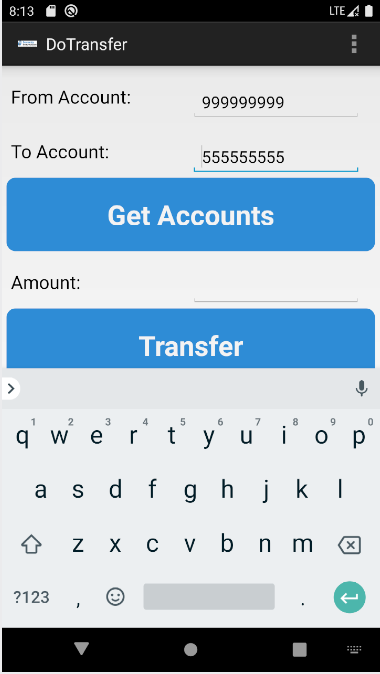 8:13 LTE
DoTransfer
From Account: 999999999
To Account: 555555555
Get Accounts
Amount:
Transfer
1 2 3 4 5 6 7 8 9 0
q w e r t y u i o p
a s d f g h j k l
z x c v b n m
?123 , .